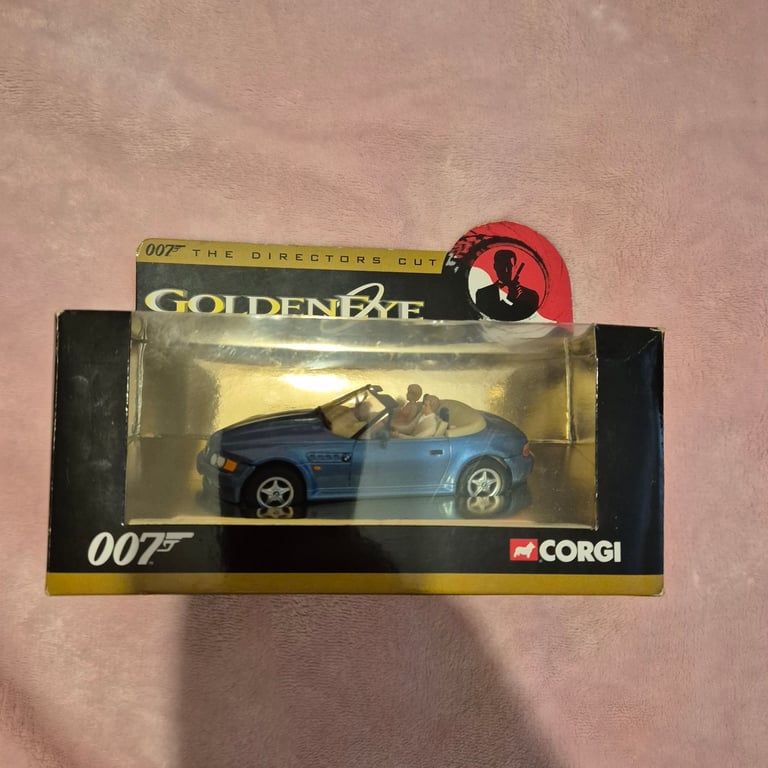 007 THE DIRECTORS CUT
GOLDENEYE
007
CORGI